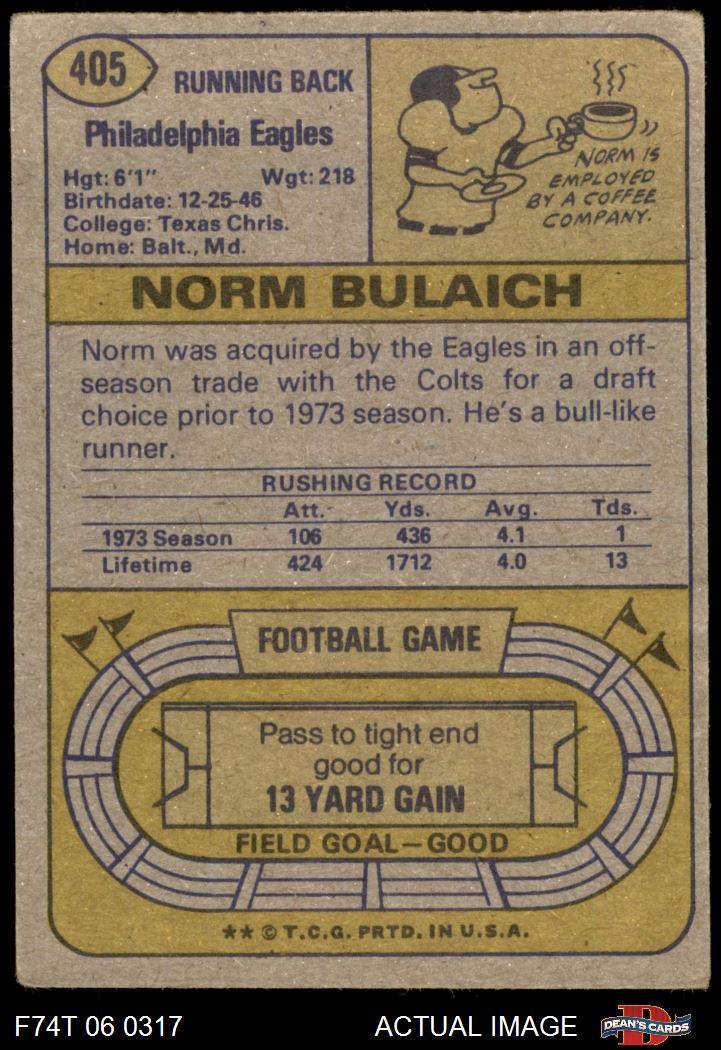 405
RUNNING BACK
Philadelphia Eagles
Hgt: 6'1" Wgt: 218
Birthdate: 12-25-46
College: Texas Chris.
Home: Balt., Md.
NORM IS
EMPLOYED
BY A COFFEE
COMPANY.
NORM BULAICH
Norm was acquired by the Eagles in an off-
season trade with the Colts for a draft
choice prior to 1973 season. He's a bull-like
runner.
RUSHING RECORD
Att. Yds. Avg. Tds.
1973 Season 106 436 4.1 1
Lifetime 424 1712 4.0 13
FOOTBALL GAME
Pass to tight end
good for
13 YARD GAIN
FIELD GOAL—GOOD
** © T.C.G. PRTD. IN U.S.A.
F74T 06 0317 ACTUAL IMAGE DEAN'S CARDS